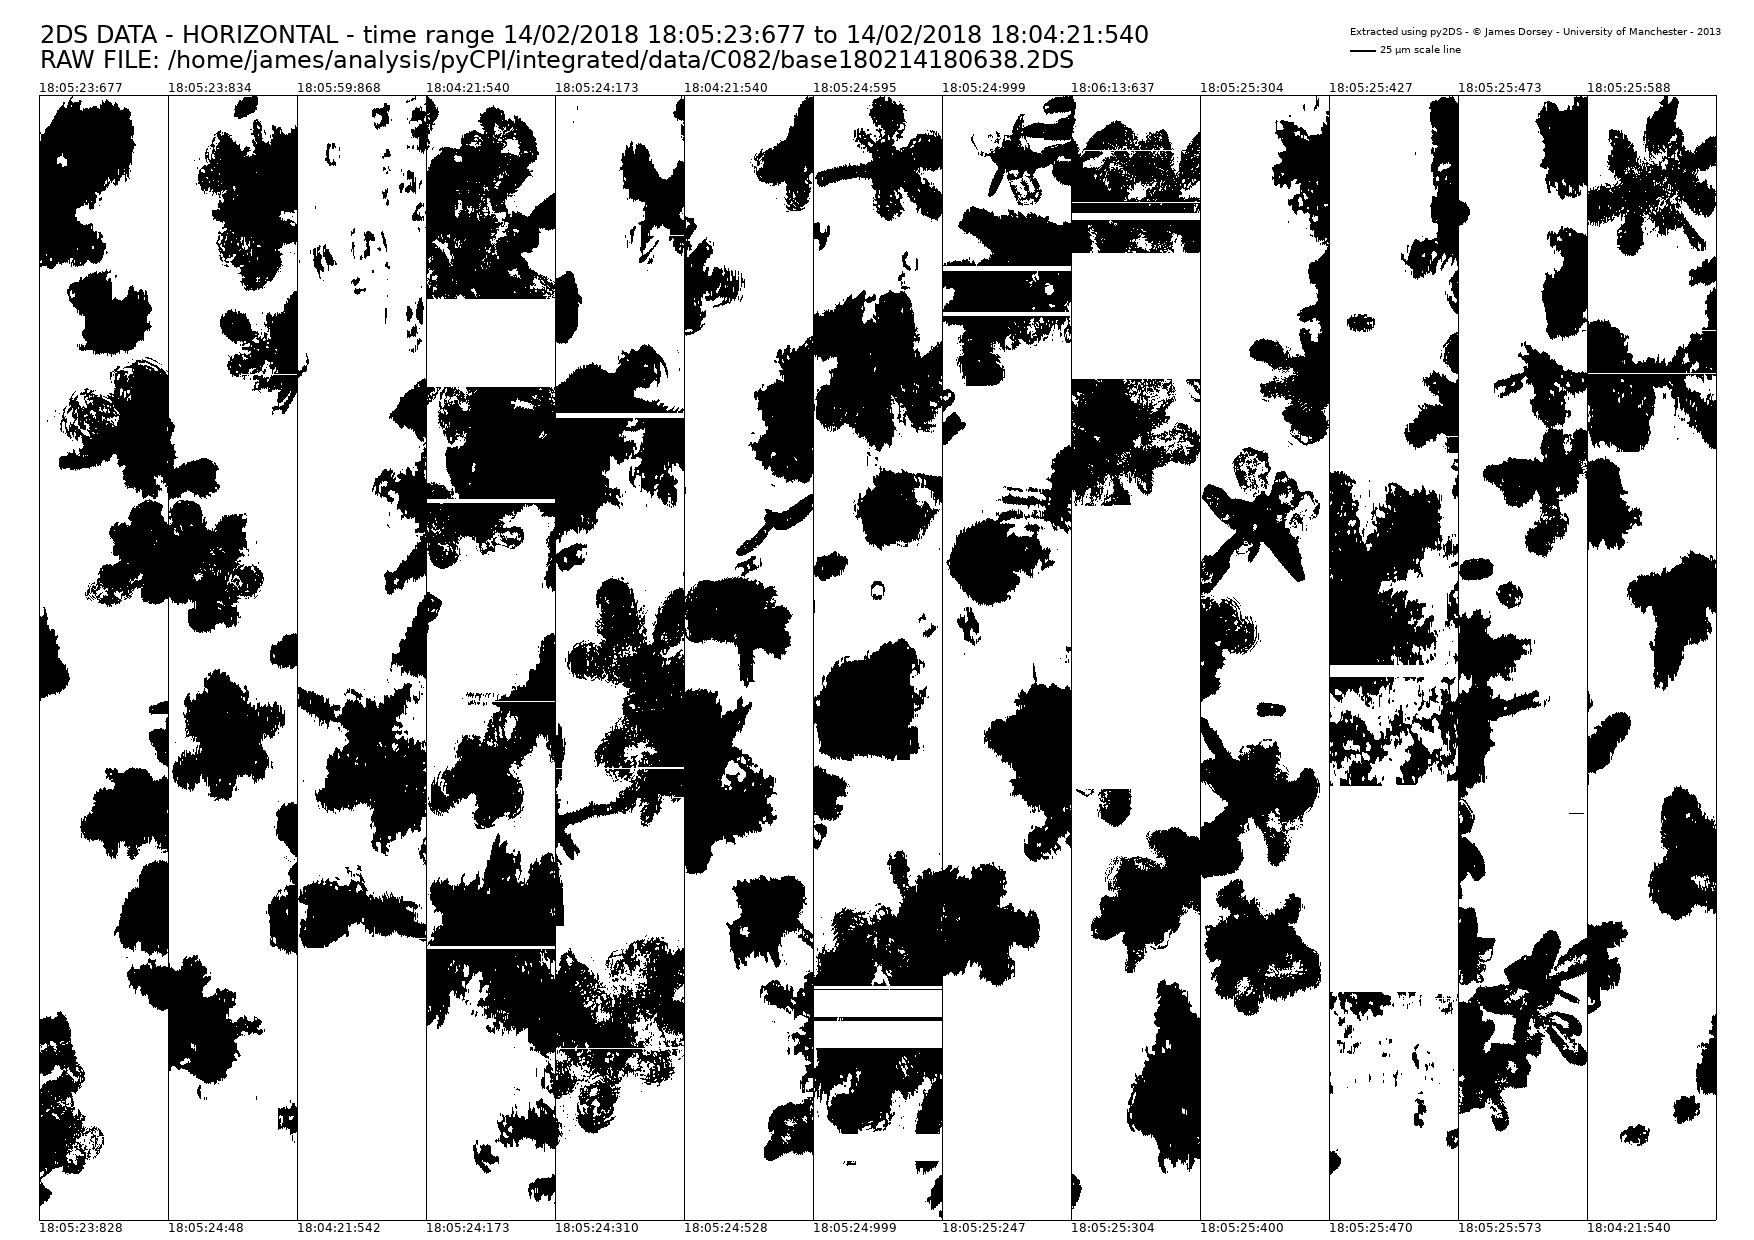 2DS DATA - HORIZONTAL - time range 14/02/2018 18:05:23:677 to 14/02/2018 18:04:21:540
RAW FILE: /home/james/analysis/pyCPI/integrated/data/C082/base180214180638.2DS
Extracted using py2DS - © James Dorsey - University of Manchester - 2013
25 µm scale line
18:05:23:677 18:05:23:834 18:05:59:868 18:04:21:540 18:05:24:173 18:04:21:540 18:05:24:595 18:05:24:999 18:06:13:637 18:05:25:304 18:05:25:427 18:05:25:473 18:05:25:588
18:05:23:828 18:05:24:48 18:04:21:542 18:05:24:173 18:05:24:310 18:05:24:528 18:05:24:999 18:05:25:247 18:05:25:304 18:05:25:400 18:05:25:470 18:05:25:573 18:04:21:540